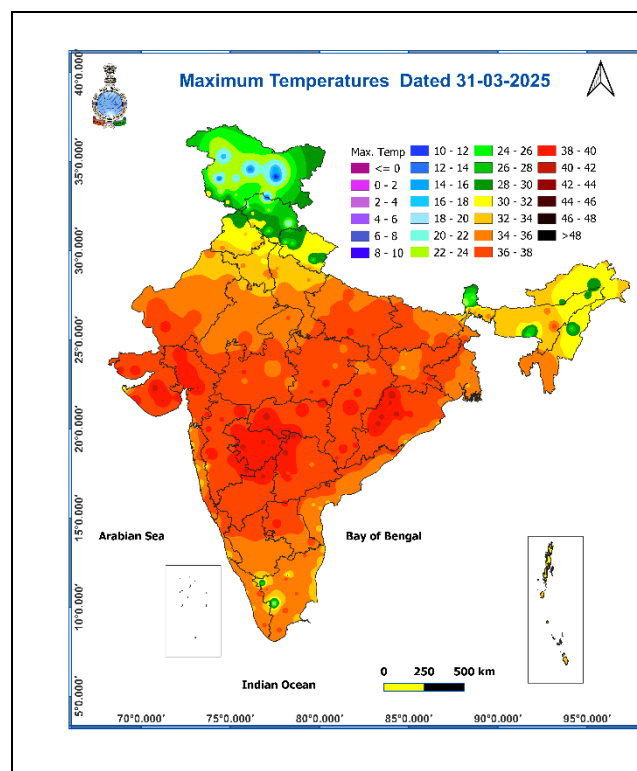 Maximum Temperatures Dated 31-03-2025
Max. Temp
<= 0
0 - 2
2 - 4
4 - 6
6 - 8
8 - 10
10 - 12
12 - 14
14 - 16
16 - 18
18 - 20
20 - 22
22 - 24
24 - 26
26 - 28
28 - 30
30 - 32
32 - 34
34 - 36
36 - 38
38 - 40
40 - 42
42 - 44
44 - 46
46 - 48
>48
40°0.000'
35°0.000'
30°0.000'
25°0.000'
20°0.000'
15°0.000'
10°0.000'
5°0.000'
Arabian Sea
Bay of Bengal
Indian Ocean
0 250 500 km
70°0.000' 75°0.000' 80°0.000' 85°0.000' 90°0.000' 95°0.000'